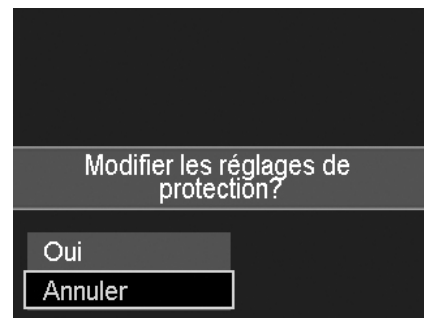 Modifier les réglages de
protection?
Oui
Annuler